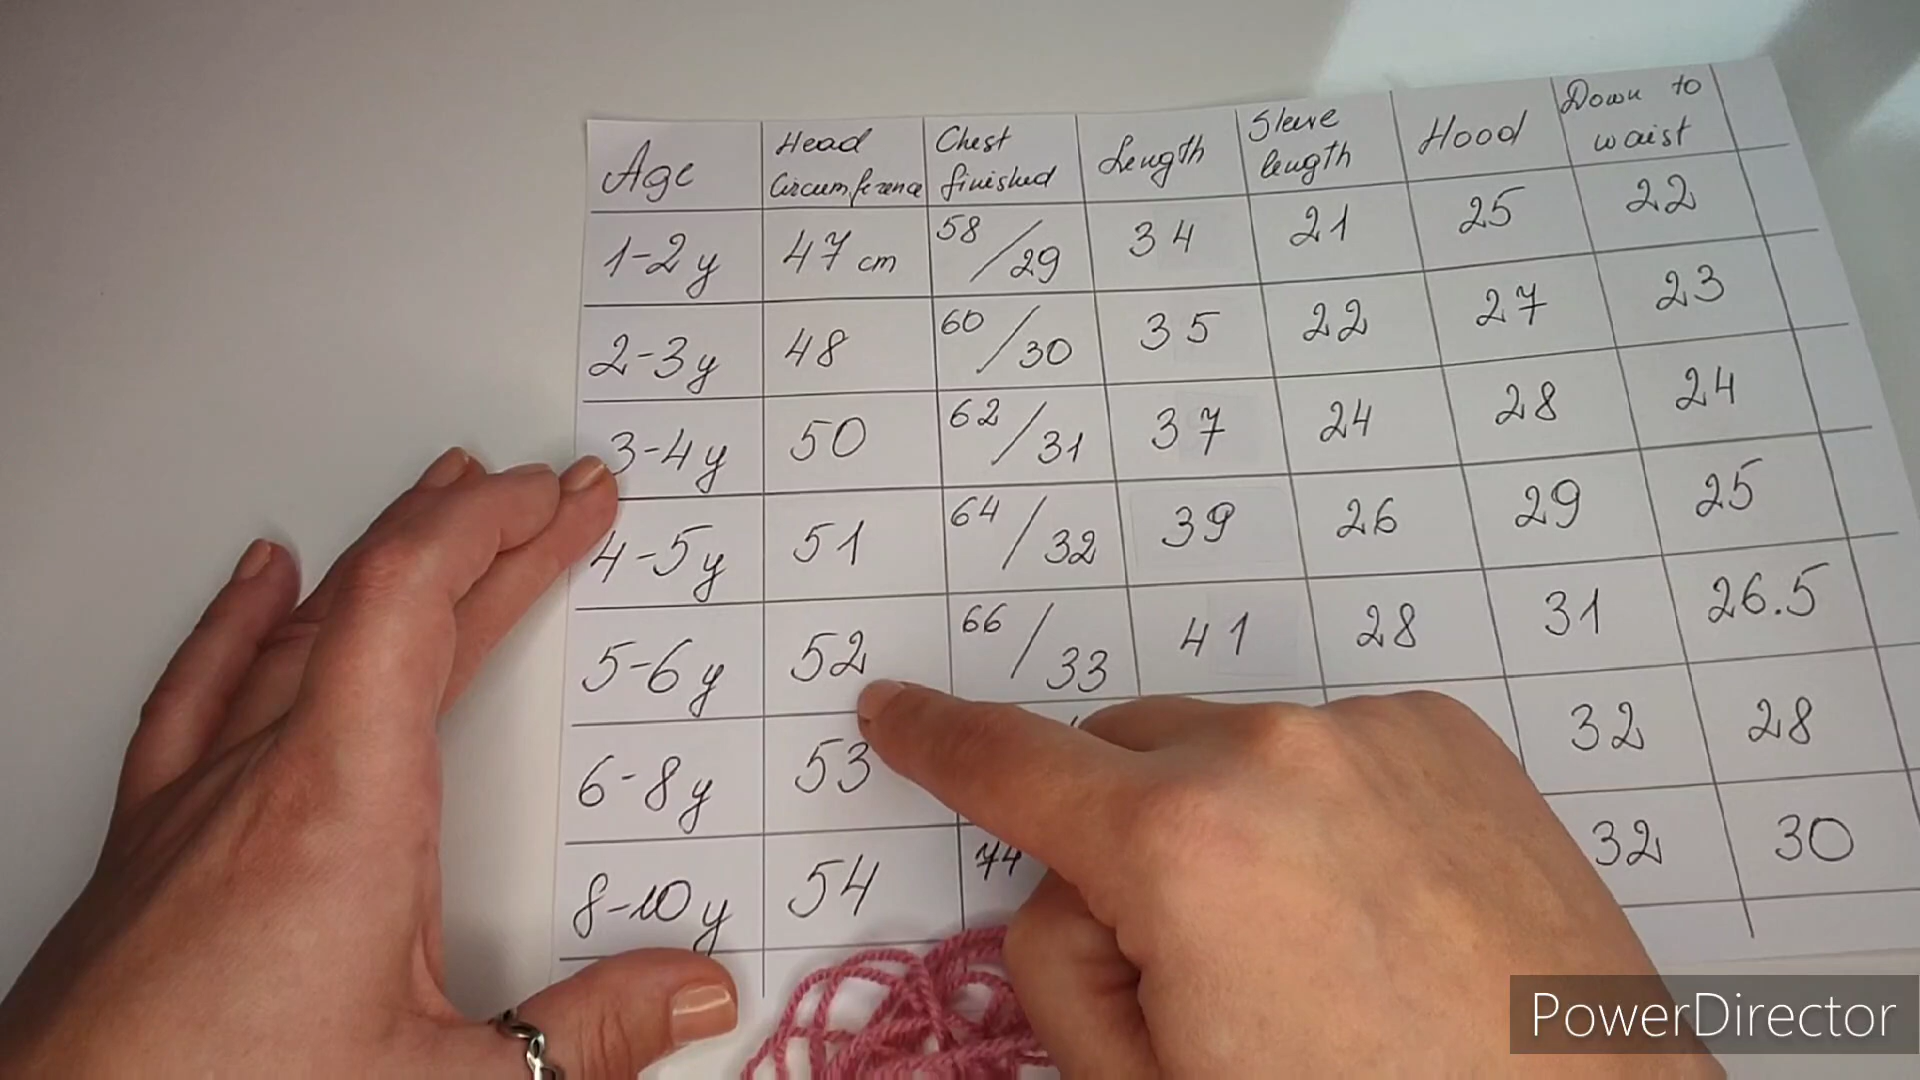 Age Head Circumference Chest finished Length Sleeve length Hood Down to waist
1-2y 47 cm 58/29 34 21 25 22
2-3y 48 60/30 35 22 27 23
3-4y 50 62/31 37 24 28 24
4-5y 51 64/32 39 26 29 25
5-6y 52 66/33 41 28 31 26.5
6-8y 53 32 28
8-10y 54 74 32 30
PowerDirector